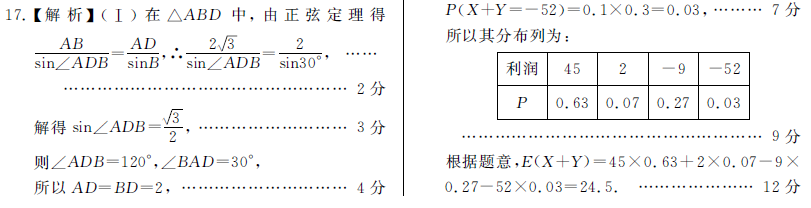 17.【解析】(Ⅰ)在△ABD 中,由正弦定理得
AB/sin∠ADB=AD/sinB,∴2√3/sin∠ADB=2/sin30°, ……
…………………………………………… 2 分
解得 sin∠ADB=√3/2, ……………………… 3 分
则∠ADB=120°,∠BAD=30°,
所以 AD=BD=2, ………………………… 4 分
P(X+Y=-52)=0.1×0.3=0.03, ……… 7 分
所以其分布列为:
利润 45 2 -9 -52
P 0.63 0.07 0.27 0.03
……………………………………………… 9 分
根据题意,E(X+Y)=45×0.63+2×0.07-9×
0.27-52×0.03=24.5. ………………… 12 分